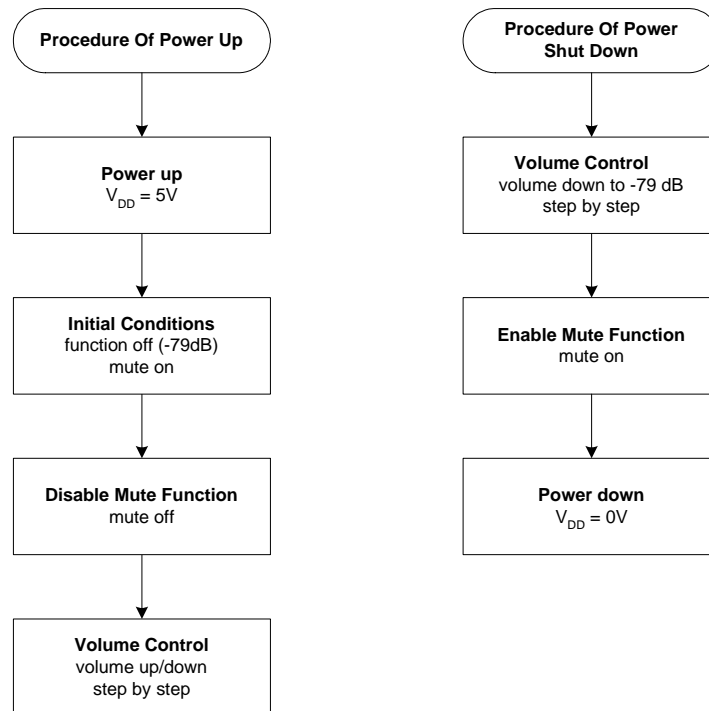 Procedure Of Power Up
Power up
V_DD = 5V
Initial Conditions
function off (-79dB)
mute on
Disable Mute Function
mute off
Volume Control
volume up/down
step by step
Procedure Of Power
Shut Down
Volume Control
volume down to -79 dB
step by step
Enable Mute Function
mute on
Power down
V_DD = 0V